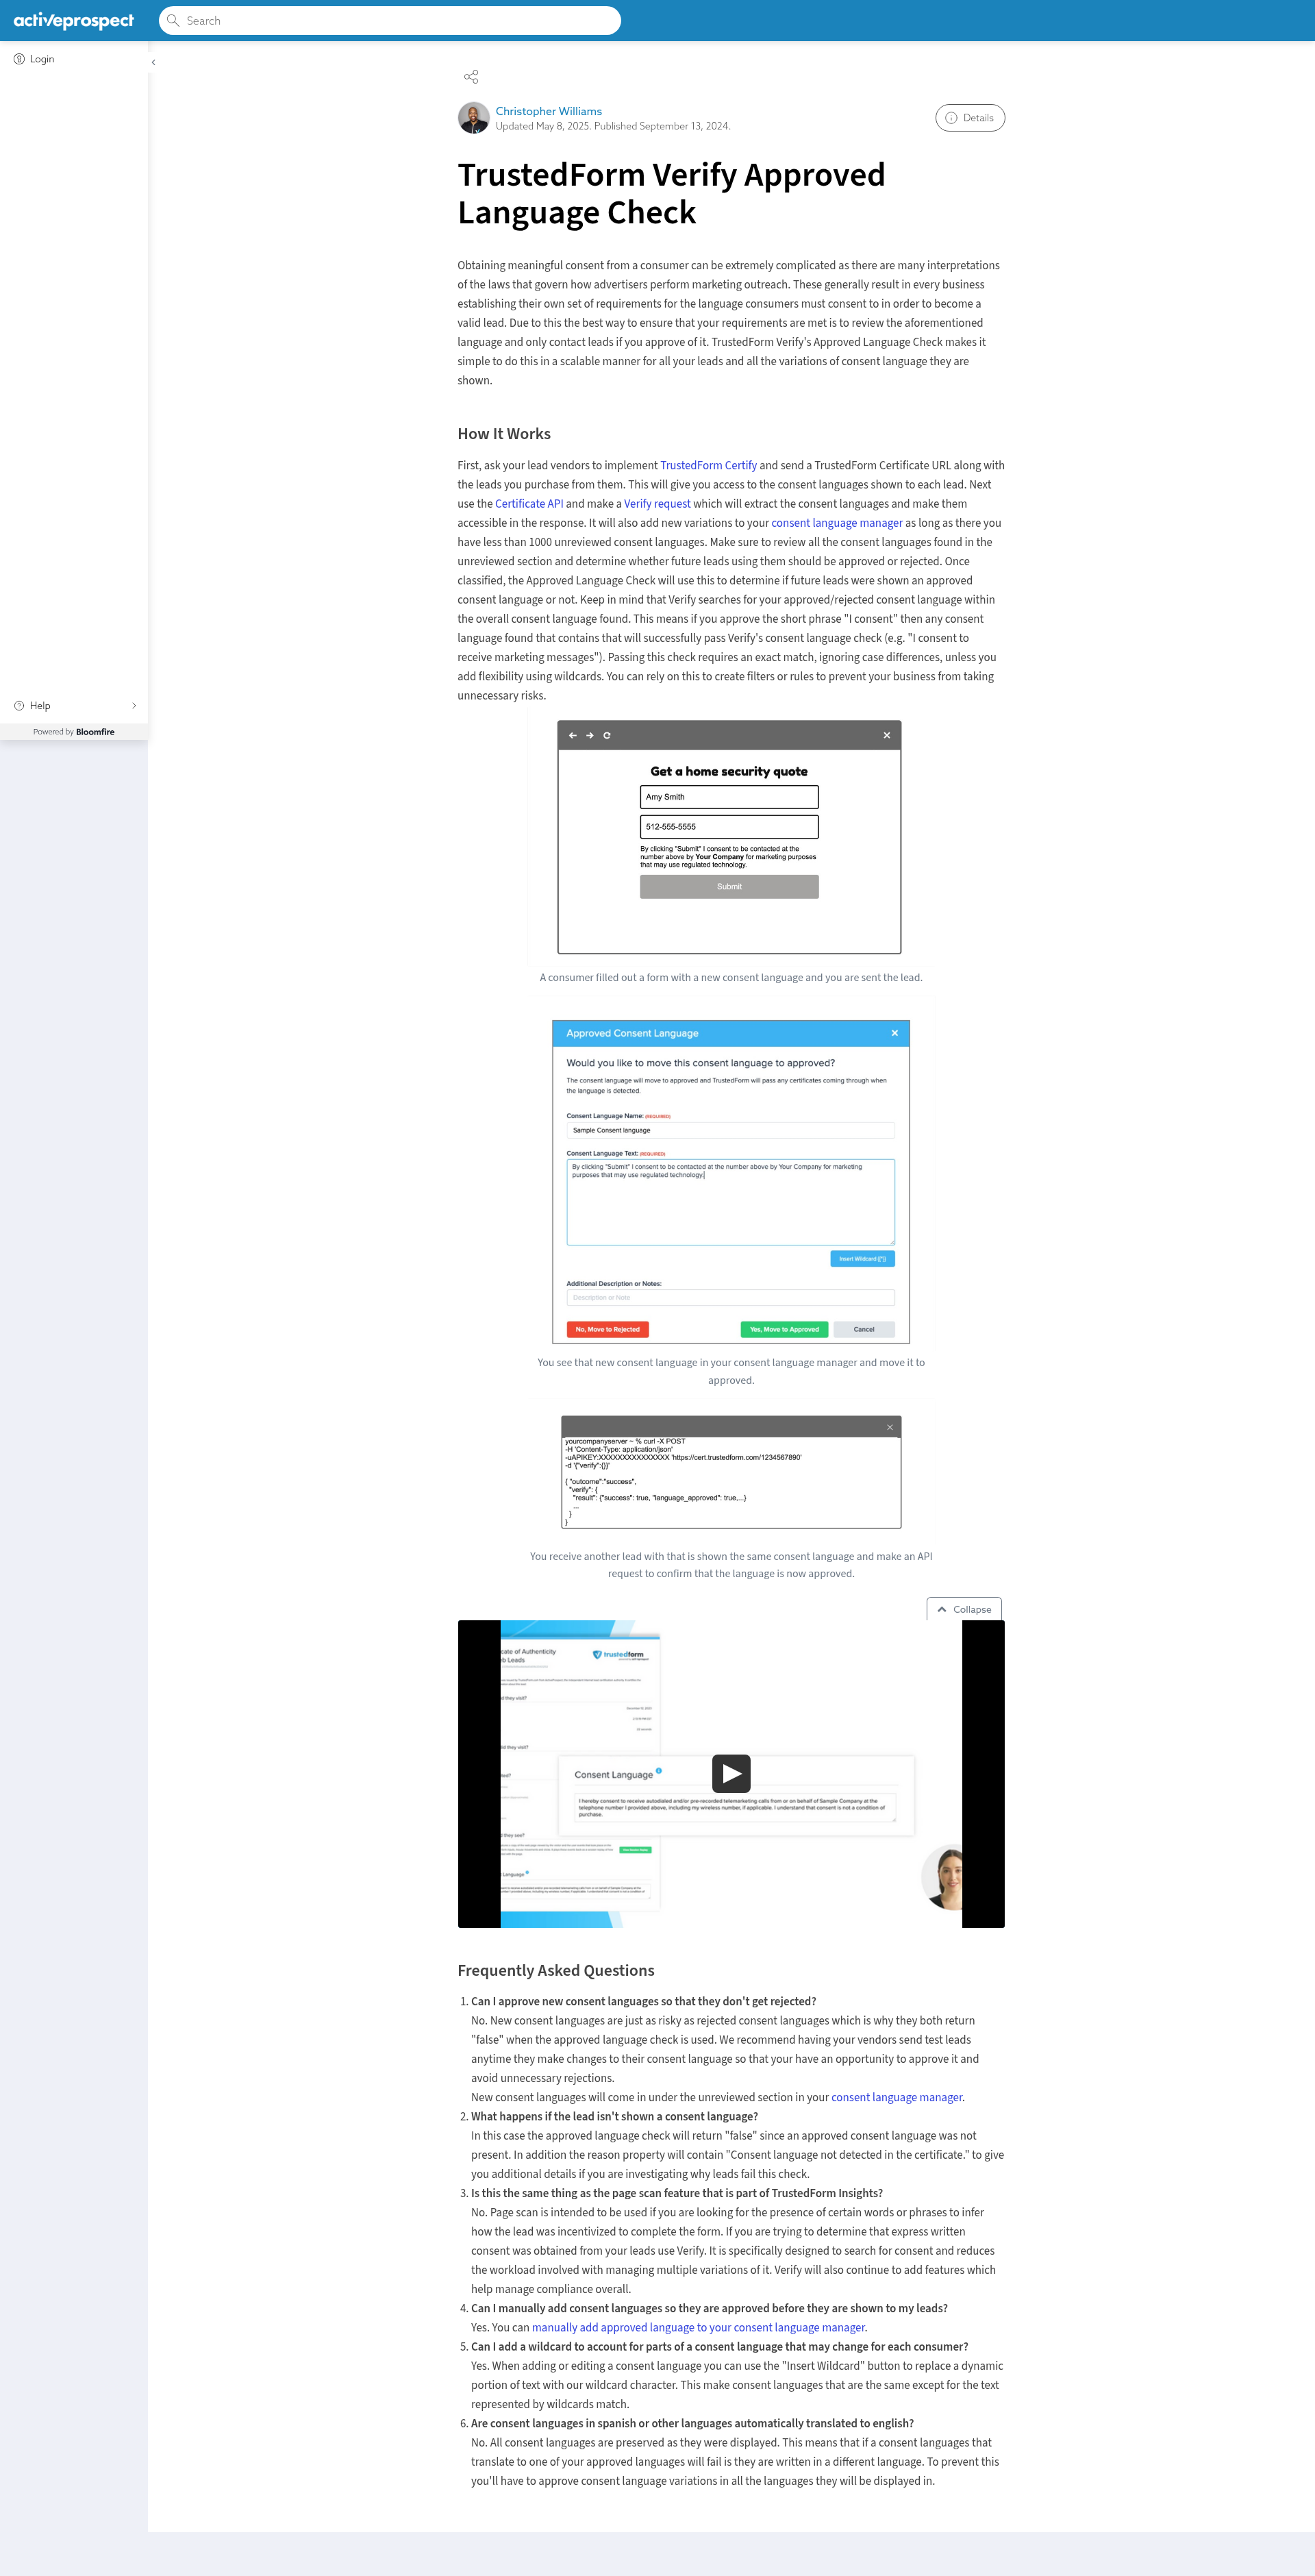 activeprospect
Search
Login
Christopher Williams
Updated May 8, 2025. Published September 13, 2024.
Details
TrustedForm Verify Approved
Language Check
Obtaining meaningful consent from a consumer can be extremely complicated as there are many interpretations
of the laws that govern how advertisers perform marketing outreach. These generally result in every business
establishing their own set of requirements for the language consumers must consent to in order to become a
valid lead. Due to this the best way to ensure that your requirements are met is to review the aforementioned
language and only contact leads if you approve of it. TrustedForm Verify's Approved Language Check makes it
simple to do this in a scalable manner for all your leads and all the variations of consent language they are
shown.
How It Works
First, ask your lead vendors to implement TrustedForm Certify and send a TrustedForm Certificate URL along with
the leads you purchase from them. This will give you access to the consent languages shown to each lead. Next
use the Certificate API and make a Verify request which will extract the consent languages and make them
accessible in the response. It will also add new variations to your consent language manager as long as there you
have less than 1000 unreviewed consent languages. Make sure to review all the consent languages found in the
unreviewed section and determine whether future leads using them should be approved or rejected. Once
classified, the Approved Language Check will use this to determine if future leads were shown an approved
consent language or not. Keep in mind that Verify searches for your approved/rejected consent language within
the overall consent language found. This means if you approve the short phrase "I consent" then any consent
language found that contains that will successfully pass Verify's consent language check (e.g. "I consent to
receive marketing messages"). Passing this check requires an exact match, ignoring case differences, unless you
add flexibility using wildcards. You can rely on this to create filters or rules to prevent your business from taking
unnecessary risks.
Help
Powered by Bloomfire
Get a home security quote
Amy Smith
512-555-5555
By clicking "Submit" I consent to be contacted at the
number above by Your Company for marketing purposes
that may use regulated technology.
Submit
A consumer filled out a form with a new consent language and you are sent the lead.
Approved Consent Language
Would you like to move this consent language to approved?
The consent language will move to approved and TrustedForm will pass any certificates coming through when
the language is detected.
Consent Language Name: (REQUIRED)
Sample Consent language
Consent Language Text: (REQUIRED)
By clicking "Submit" I consent to be contacted at the number above by Your Company for marketing
purposes that may use regulated technology.
Insert Wildcard {{*}}
Additional Description or Notes:
Description or Note
No, Move to Rejected
Yes, Move to Approved
Cancel
You see that new consent language in your consent language manager and move it to
approved.
yourcompanyserver ~ % curl -X POST
-H 'Content-Type: application/json'
-uAPIKEY:XXXXXXXXXXXXXXX 'https://cert.trustedform.com/1234567890'
-d '{"verify":{}}'
{ "outcome":"success",
"verify": {
"result": {"success": true, "language_approved": true,...}
...
}
}
You receive another lead with that is shown the same consent language and make an API
request to confirm that the language is now approved.
Collapse
cate of Authenticity
b Leads
trustedform
d they visit?
did they visit?
they visit?
res?
d they see?
Consent Language
I hereby consent to receive autodialed and/or pre-recorded telemarketing calls from or on behalf of Sample Company at the
telephone number I provided above, including my wireless number, if applicable. I understand that consent is not a condition of
purchase.
Language
Frequently Asked Questions
1. Can I approve new consent languages so that they don't get rejected?
No. New consent languages are just as risky as rejected consent languages which is why they both return
"false" when the approved language check is used. We recommend having your vendors send test leads
anytime they make changes to their consent language so that your have an opportunity to approve it and
avoid unnecessary rejections.
New consent languages will come in under the unreviewed section in your consent language manager.
2. What happens if the lead isn't shown a consent language?
In this case the approved language check will return "false" since an approved consent language was not
present. In addition the reason property will contain "Consent language not detected in the certificate." to give
you additional details if you are investigating why leads fail this check.
3. Is this the same thing as the page scan feature that is part of TrustedForm Insights?
No. Page scan is intended to be used if you are looking for the presence of certain words or phrases to infer
how the lead was incentivized to complete the form. If you are trying to determine that express written
consent was obtained from your leads use Verify. It is specifically designed to search for consent and reduces
the workload involved with managing multiple variations of it. Verify will also continue to add features which
help manage compliance overall.
4. Can I manually add consent languages so they are approved before they are shown to my leads?
Yes. You can manually add approved language to your consent language manager.
5. Can I add a wildcard to account for parts of a consent language that may change for each consumer?
Yes. When adding or editing a consent language you can use the "Insert Wildcard" button to replace a dynamic
portion of text with our wildcard character. This make consent languages that are the same except for the text
represented by wildcards match.
6. Are consent languages in spanish or other languages automatically translated to english?
No. All consent languages are preserved as they were displayed. This means that if a consent languages that
translate to one of your approved languages will fail is they are written in a different language. To prevent this
you'll have to approve consent language variations in all the languages they will be displayed in.